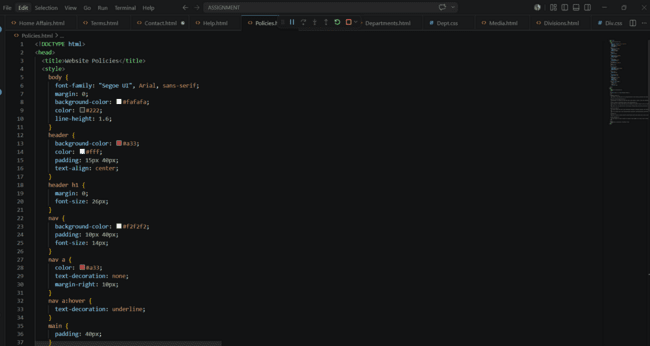 File Edit Selection View Go Run Terminal Help ASSIGNMENT
Home Affairs.html Terms.html Contact.html Help.html Policies.h Departments.html Dept.css Media.html Divisions.html Div.css
Policies.html > ...
1 <!DOCTYPE html>
2 <head>
3 <title>Website Policies</title>
4 <style>
5 body {
6 font-family: "Segoe UI", Arial, sans-serif;
7 margin: 0;
8 background-color: #fafafa;
9 color: #222;
10 line-height: 1.6;
11 }
12 header {
13 background-color: #a33;
14 color: #fff;
15 padding: 15px 40px;
16 text-align: center;
17 }
18 header h1 {
19 margin: 0;
20 font-size: 26px;
21 }
22 nav {
23 background-color: #f2f2f2;
24 padding: 10px 40px;
25 font-size: 14px;
26 }
27 nav a {
28 color: #a33;
29 text-decoration: none;
30 margin-right: 10px;
31 }
32 nav a:hover {
33 text-decoration: underline;
34 }
35 main {
36 padding: 40px;
37 }